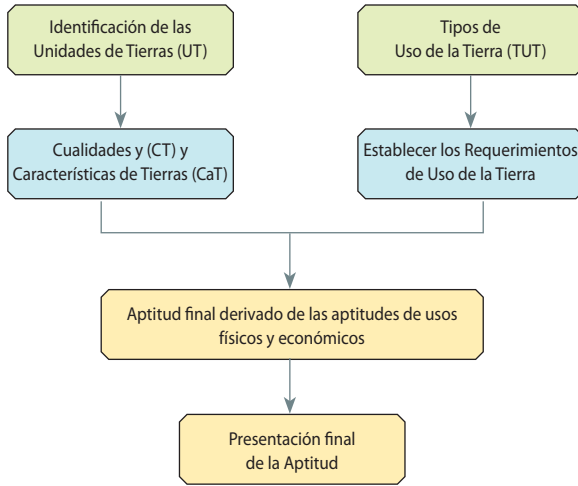 Identificación de las
Unidades de Tierras (UT)
Tipos de
Uso de la Tierra (TUT)
Cualidades y (CT) y
Características de Tierras (CaT)
Establecer los Requerimientos
de Uso de la Tierra
Aptitud final derivado de las aptitudes de usos
físicos y económicos
Presentación final
de la Aptitud